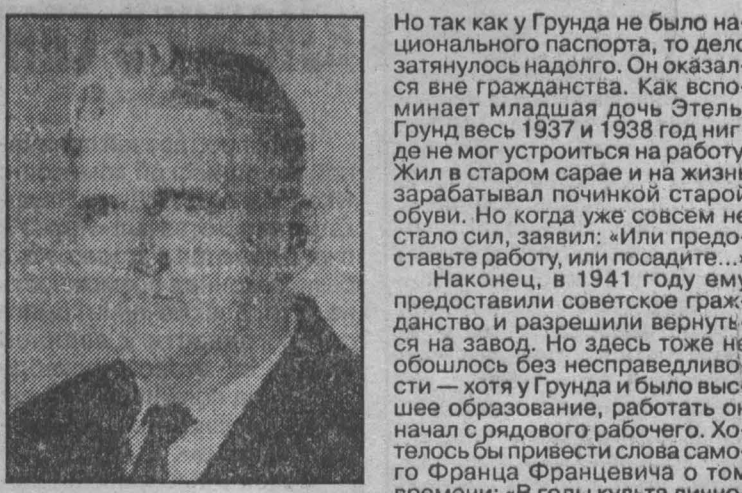 Но так как у Грунда не было на-
ционального паспорта, то дело
затянулось надолго. Он оказал-
ся вне гражданства. Как вспо-
минает младшая дочь Этель,
Грунд весь 1937 и 1938 год ниг-
де не мог устроиться на работу.
Жил в старом сарае и на жизнь
зарабатывал починкой старой
обуви. Но когда уже совсем не
стало сил, заявил: «Или предо-
ставьте работу, или посадите...»
Наконец, в 1941 году ему
предоставили советское граж-
данство и разрешили вернуть-
ся на завод. Но здесь тоже не
обошлось без несправедливо-
сти — хотя у Грунда и было выс-
шее образование, работать он
начал с рядового рабочего. Хо-
телось бы привести слова само-
го Франца Францевича о том
времени: «В годы культа лично-